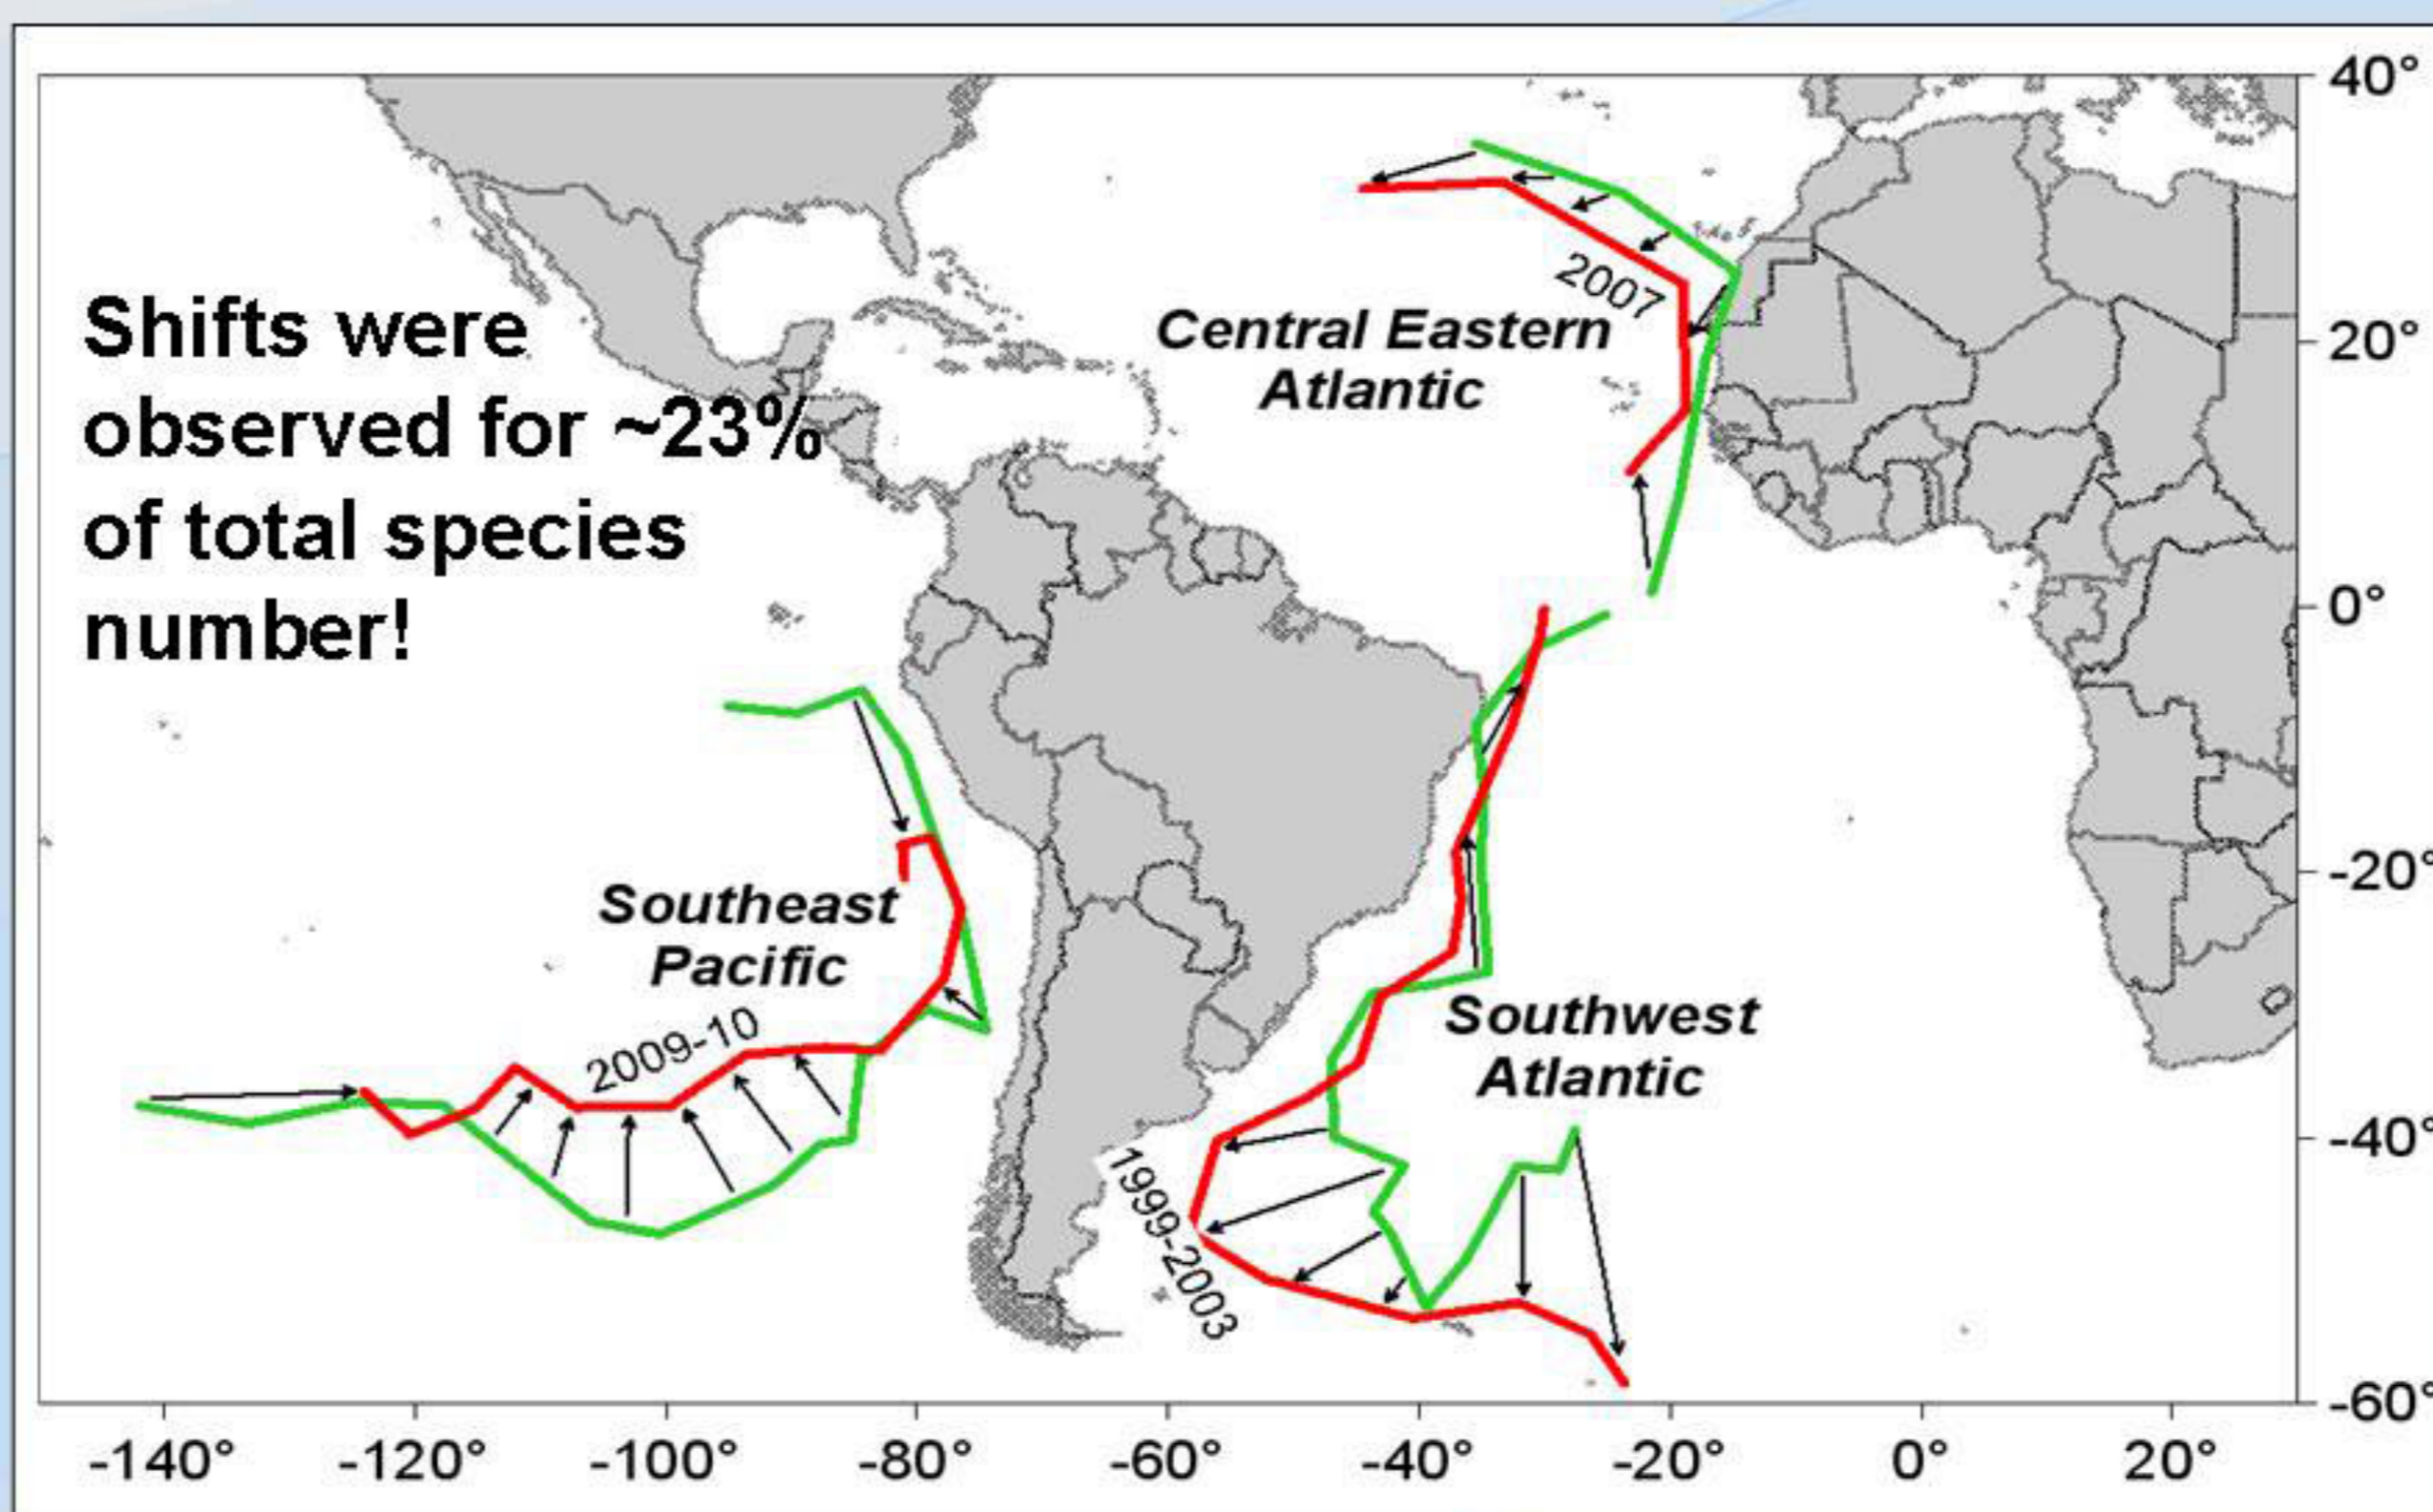 Shifts were
observed for ~23%
of total species
number!
Central Eastern
Atlantic
2007
Southeast
Pacific
2009-10
Southwest
Atlantic
1999-2003
40°
20°
0°
-20°
-40°
-60°
-140° -120° -100° -80° -60° -40° -20° 0° 20°